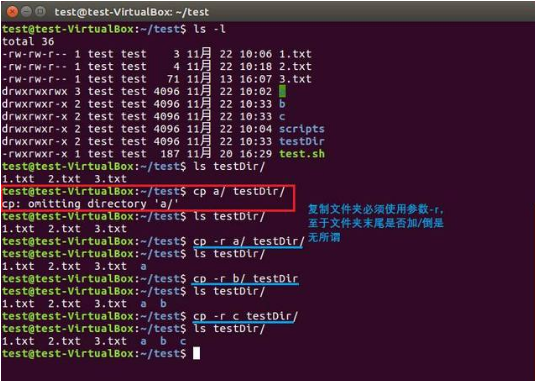 test@test-VirtualBox: ~/test
test@test-VirtualBox:~/test$ ls -l
total 36
-rw-rw-r-- 1 test test    3 11月 22 10:06 1.txt
-rw-rw-r-- 1 test test    4 11月 22 10:18 2.txt
-rw-rw-r-- 1 test test   71 11月 13 16:07 3.txt
drwxrwxrwx 3 test test 4096 11月 22 10:02
drwxrwxr-x 2 test test 4096 11月 22 10:33 b
drwxrwxr-x 2 test test 4096 11月 22 10:33 c
drwxrwxr-x 2 test test 4096 11月 22 10:04 scripts
drwxrwxr-x 2 test test 4096 11月 22 10:33 testDir
-rwxrwxr-x 1 test test  187 11月 20 16:29 test.sh
test@test-VirtualBox:~/test$ ls testDir/
1.txt  2.txt  3.txt
test@test-VirtualBox:~/test$ cp a/ testDir/
cp: omitting directory 'a/'
test@test-VirtualBox:~/test$ ls testDir/
1.txt  2.txt  3.txt
test@test-VirtualBox:~/test$ cp -r a/ testDir/
test@test-VirtualBox:~/test$ ls testDir/
1.txt  2.txt  3.txt  a
test@test-VirtualBox:~/test$ cp -r b/ testDir
test@test-VirtualBox:~/test$ ls testDir/
1.txt  2.txt  3.txt  a  b
test@test-VirtualBox:~/test$ cp -r c testDir/
test@test-VirtualBox:~/test$ ls testDir/
1.txt  2.txt  3.txt  a  b  c
test@test-VirtualBox:~/test$
复制文件夹必须使用参数-r,
至于文件夹末尾是否加/倒是
无所谓